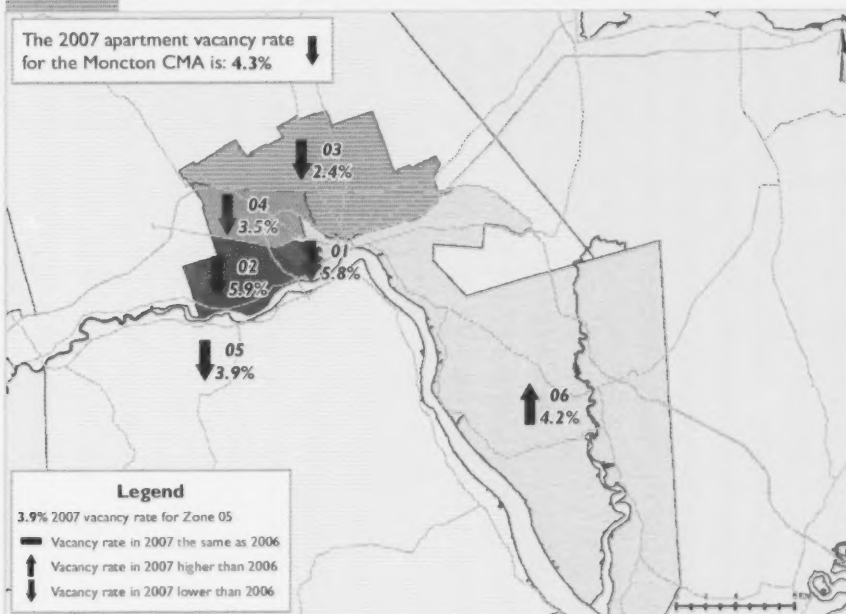 The 2007 apartment vacancy rate
for the Moncton CMA is: 4.3%
03
2.4%
04
3.5%
01
5.8%
02
5.9%
05
3.9%
06
4.2%
Legend
3.9% 2007 vacancy rate for Zone 05
Vacancy rate in 2007 the same as 2006
Vacancy rate in 2007 higher than 2006
Vacancy rate in 2007 lower than 2006